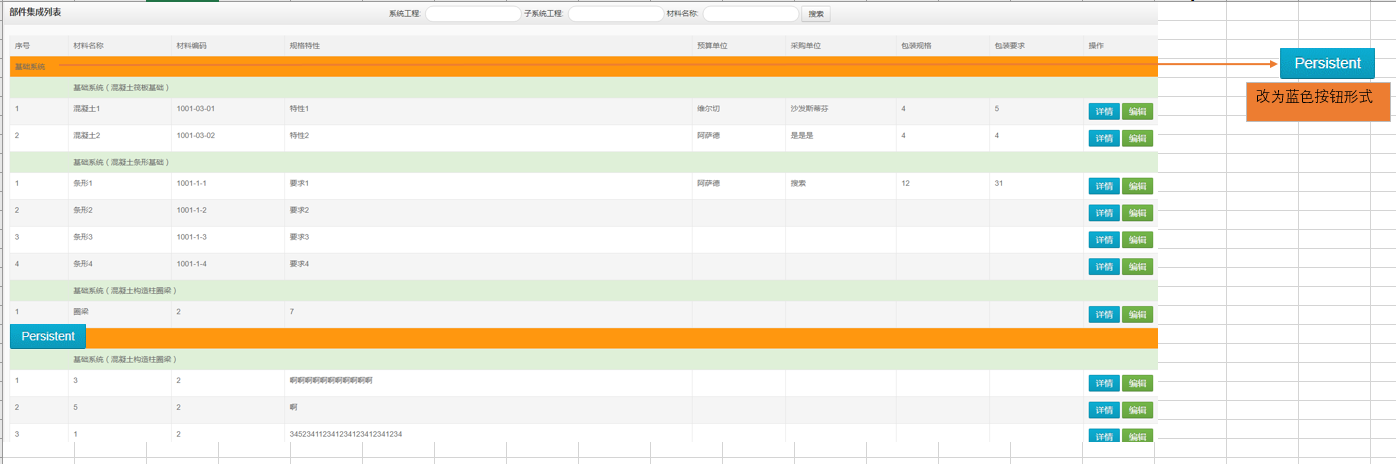 部件集成列表 系统工程: 子系统工程: 材料名称: 搜索
序号 材料名称 材料编码 规格特性 预算单位 采购单位 包装规格 包装要求 操作
基础系统 Persistent
改为蓝色按钮形式
基础系统（混凝土筏板基础）
1 混凝土1 1001-03-01 特性1 维尔切 沙发斯蒂芬 4 5 详情 编辑
2 混凝土2 1001-03-02 特性2 阿萨德 是是是 4 4 详情 编辑
基础系统（混凝土条形基础）
1 条形1 1001-1-1 要求1 阿萨德 搜索 12 31 详情 编辑
2 条形2 1001-1-2 要求2 详情 编辑
3 条形3 1001-1-3 要求3 详情 编辑
4 条形4 1001-1-4 要求4 详情 编辑
基础系统（混凝土构造柱圈梁）
1 圈梁 2 7 详情 编辑
Persistent
基础系统（混凝土构造柱圈梁）
1 3 2 啊啊啊啊啊啊啊啊啊啊啊 详情 编辑
2 5 2 啊 详情 编辑
3 1 2 345234112341234123412341234 详情 编辑